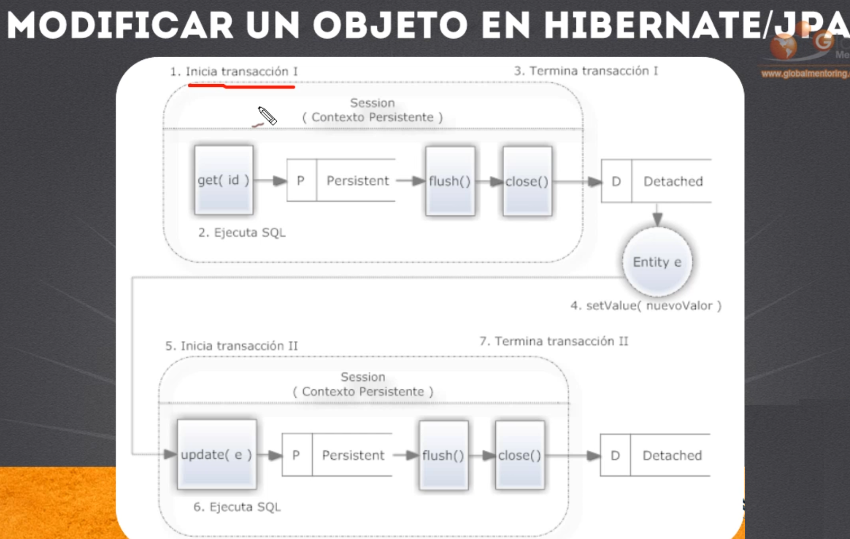 MODIFICAR UN OBJETO EN HIBERNATE/JPA
www.globalmentoring.
1. Inicia transacción I
3. Termina transacción I
Session
( Contexto Persistente )
get( id )
P
Persistent
flush()
close()
D
Detached
2. Ejecuta SQL
Entity e
4. setValue( nuevoValor )
5. Inicia transacción II
7. Termina transacción II
Session
( Contexto Persistente )
update( e )
P
Persistent
flush()
close()
D
Detached
6. Ejecuta SQL